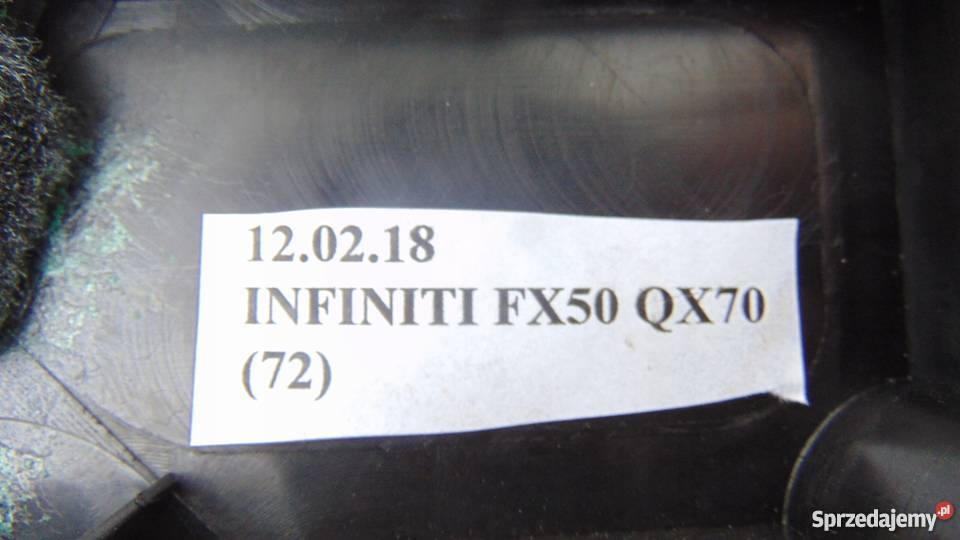 12.02.18
INFINITI FX50 QX70
(72)
Sprzedajemy.pl